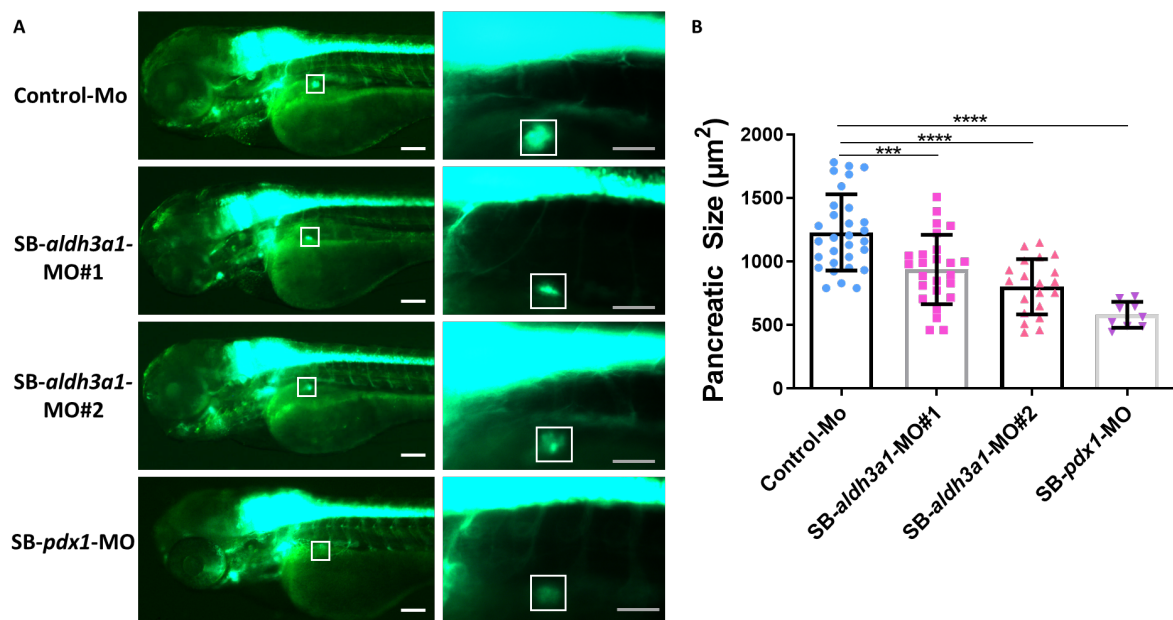 A
Control-Mo
SB-aldh3a1-
MO#1
SB-aldh3a1-
MO#2
SB-pdx1-MO
B
****
****
***
Pancreatic Size (μm²)
2000
1500
1000
500
0
Control-Mo
SB-aldh3a1-MO#1
SB-aldh3a1-MO#2
SB-pdx1-MO